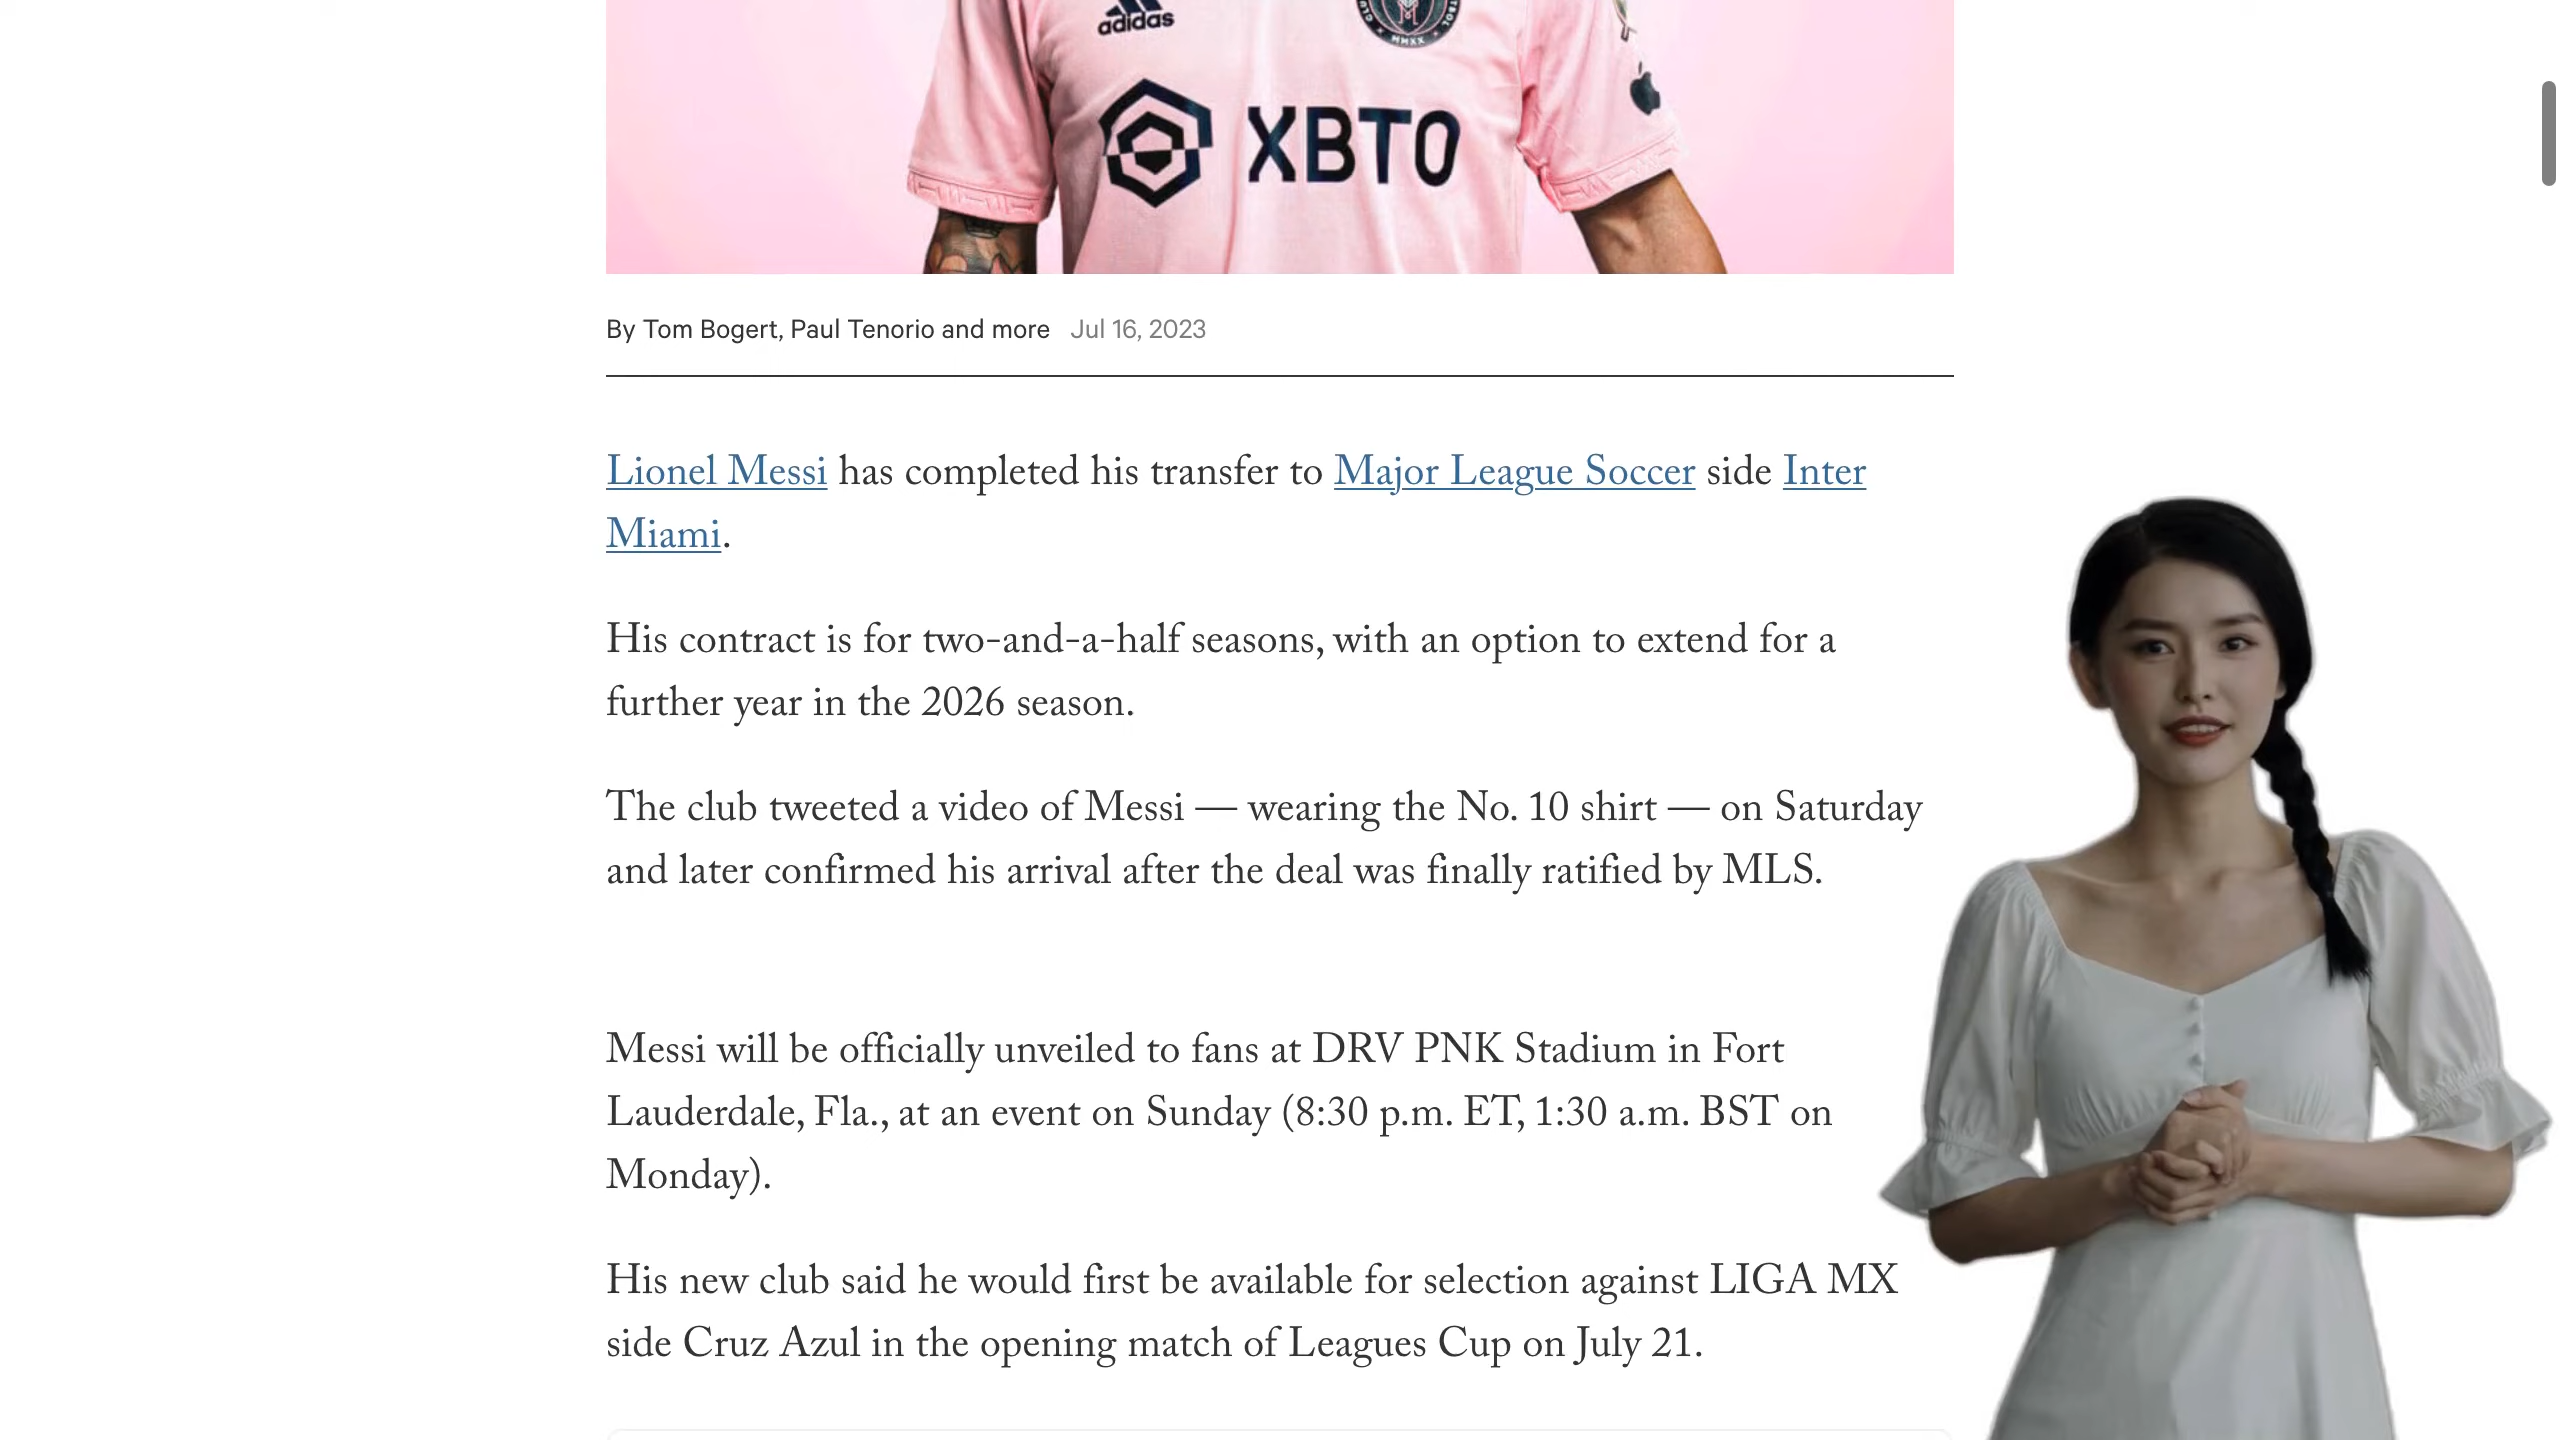 adidas
MMXX
XBTO
By Tom Bogert, Paul Tenorio and more Jul 16, 2023
Lionel Messi has completed his transfer to Major League Soccer side Inter
Miami.
His contract is for two-and-a-half seasons, with an option to extend for a
further year in the 2026 season.
The club tweeted a video of Messi — wearing the No. 10 shirt — on Saturday
and later confirmed his arrival after the deal was finally ratified by MLS.
Messi will be officially unveiled to fans at DRV PNK Stadium in Fort
Lauderdale, Fla., at an event on Sunday (8:30 p.m. ET, 1:30 a.m. BST on
Monday).
His new club said he would first be available for selection against LIGA MX
side Cruz Azul in the opening match of Leagues Cup on July 21.